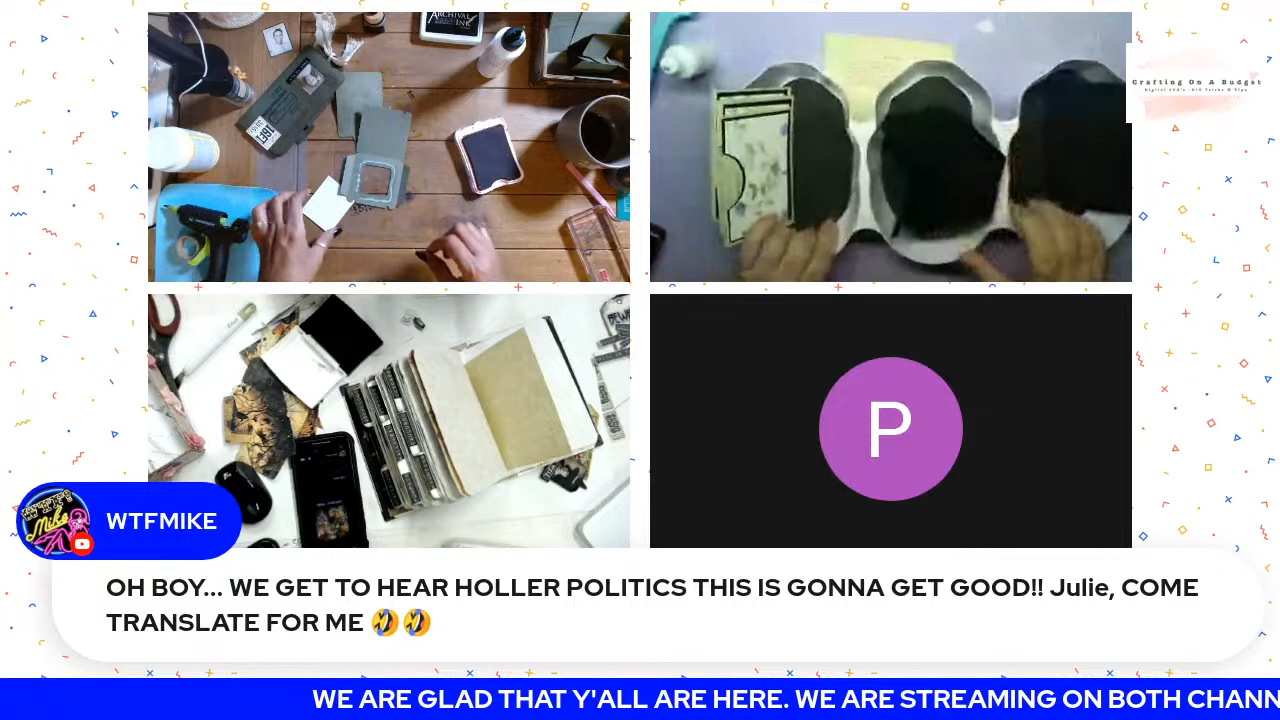 ARCHIVAL
INK
Crafting On A Budget
P
WTFMIKE
OH BOY... WE GET TO HEAR HOLLER POLITICS THIS IS GONNA GET GOOD!! Julie, COME
TRANSLATE FOR ME 🤣🤣
WE ARE GLAD THAT Y'ALL ARE HERE. WE ARE STREAMING ON BOTH CHANN